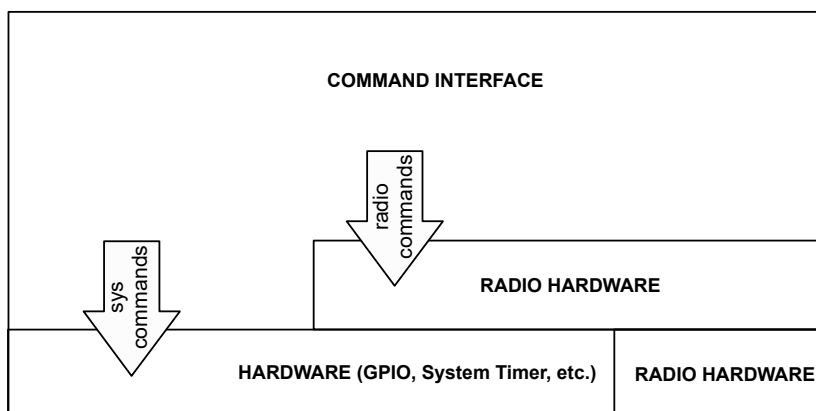 COMMAND INTERFACE
radio
commands
sys
commands
RADIO HARDWARE
HARDWARE (GPIO, System Timer, etc.)
RADIO HARDWARE